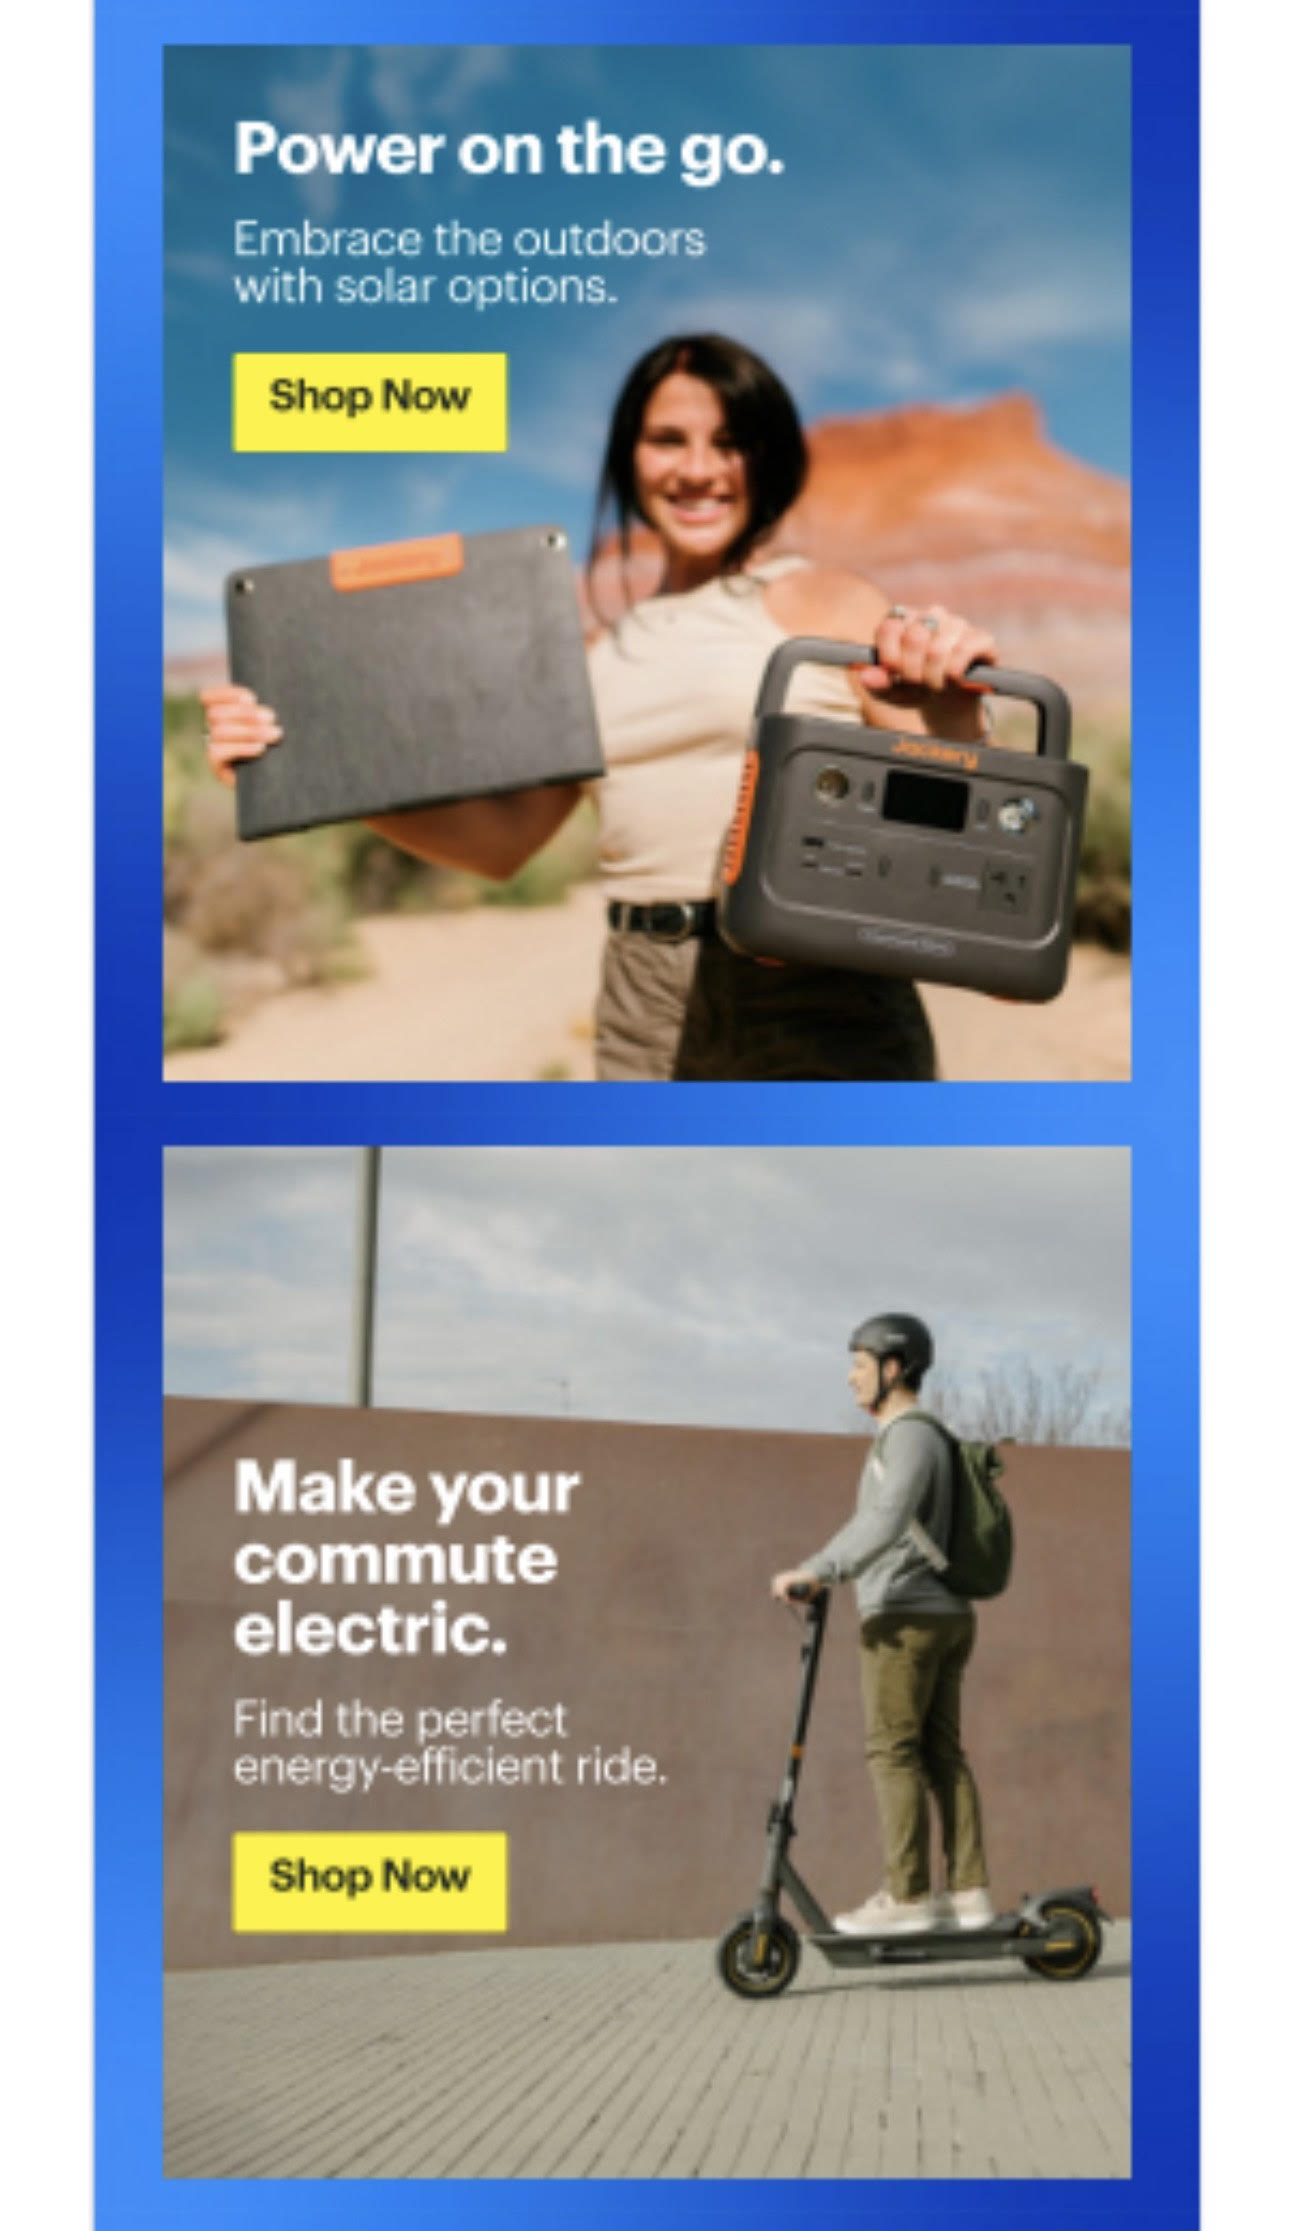 Power on the go.
Embrace the outdoors
with solar options.
Shop Now
Jackery
Make your
commute
electric.
Find the perfect
energy-efficient ride.
Shop Now